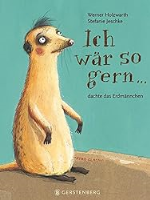 Werner Holzwarth
Stefanie Jeschke
Ich
wär so
gern...
dachte das Erdmännchen
GERSTENBERG